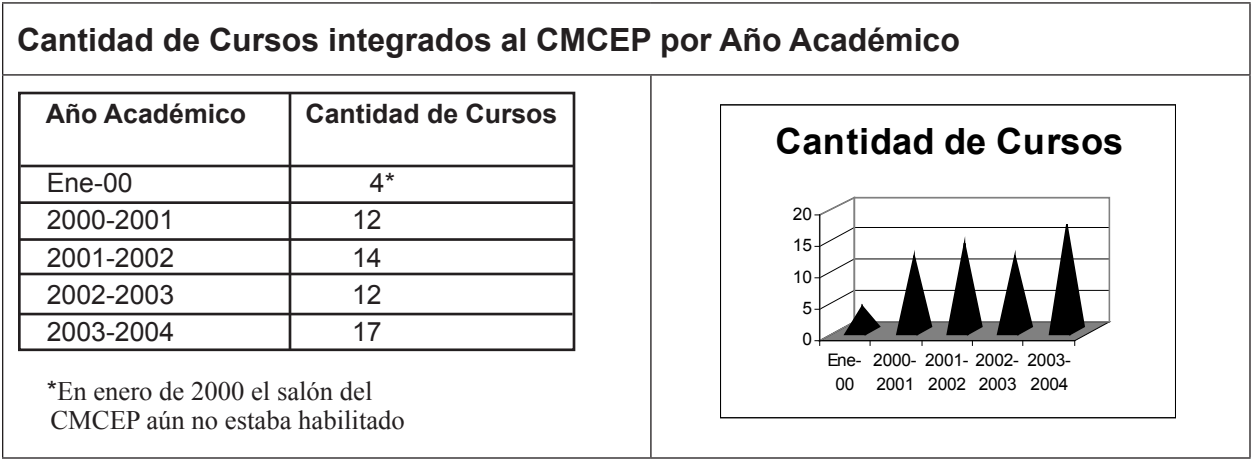 Cantidad de Cursos integrados al CMCEP por Año Académico
Año Académico Cantidad de Cursos
Ene-00 4*
2000-2001 12
2001-2002 14
2002-2003 12
2003-2004 17
*En enero de 2000 el salón del
CMCEP aún no estaba habilitado
Cantidad de Cursos
20
15
10
5
0
Ene- 2000- 2001- 2002- 2003-
00 2001 2002 2003 2004